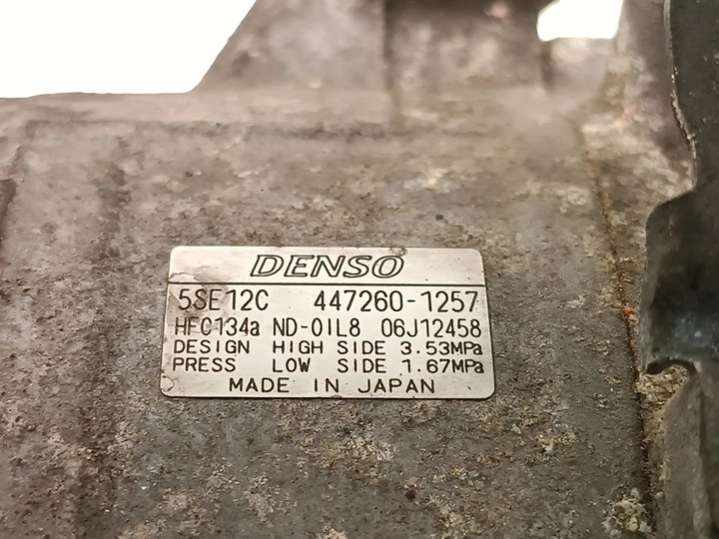 DENSO
5SE12C 447260-1257
HFC134a ND-OIL8 06J12458
DESIGN HIGH SIDE 3.53MPa
PRESS LOW SIDE 1.67MPa
MADE IN JAPAN